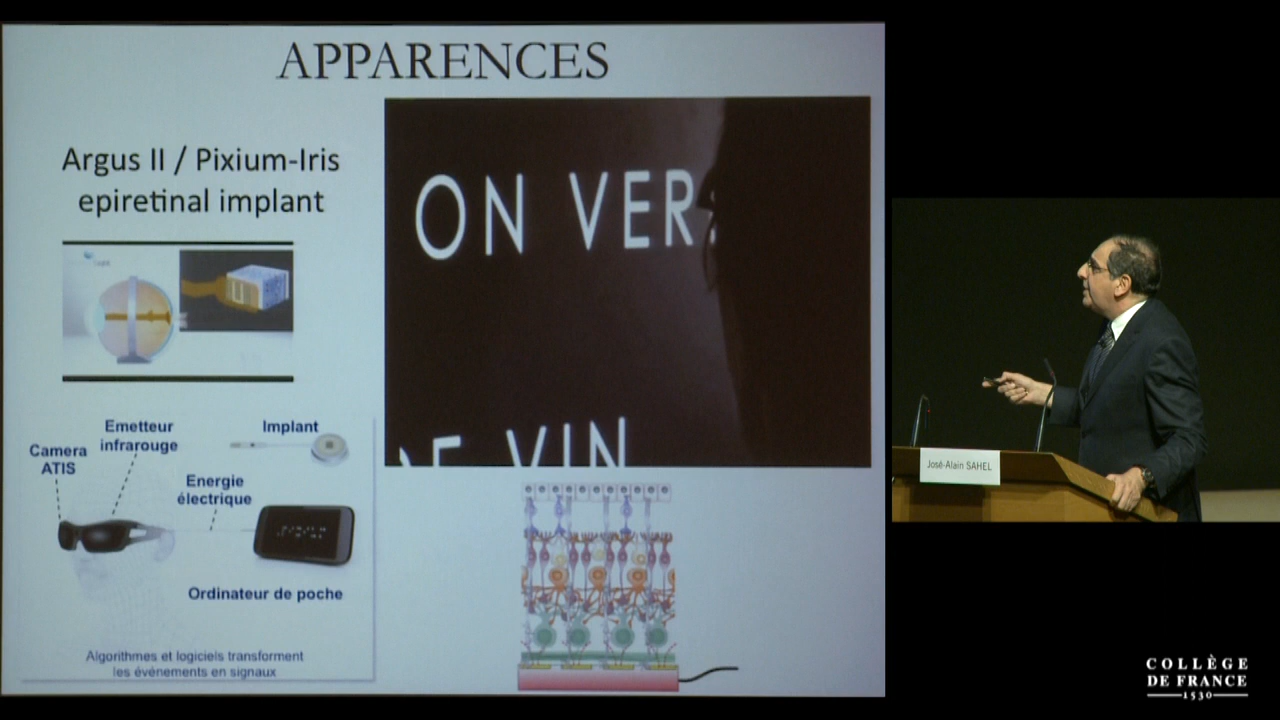 APPARENCES
Argus II / Pixium-Iris
epiretinal implant
ON VER
DE VIN
Emetteur
infrarouge
Camera
ATIS
Implant
Energie
électrique
Ordinateur de poche
Algorithmes et logiciels transforment
les événements en signaux
José-Alain SAHEL
COLLÈGE
DE FRANCE
1530